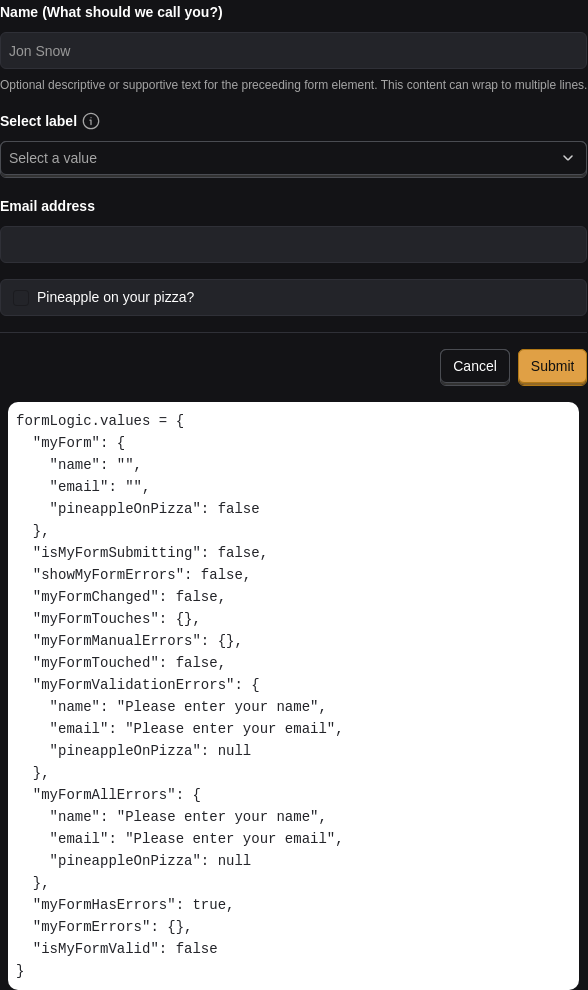 Name (What should we call you?)
Jon Snow
Optional descriptive or supportive text for the preceeding form element. This content can wrap to multiple lines.
Select label
Select a value
Email address
Pineapple on your pizza?
Cancel Submit
formLogic.values = {
  "myForm": {
    "name": "",
    "email": "",
    "pineappleOnPizza": false
  },
  "isMyFormSubmitting": false,
  "showMyFormErrors": false,
  "myFormChanged": false,
  "myFormTouches": {},
  "myFormManualErrors": {},
  "myFormTouched": false,
  "myFormValidationErrors": {
    "name": "Please enter your name",
    "email": "Please enter your email",
    "pineappleOnPizza": null
  },
  "myFormAllErrors": {
    "name": "Please enter your name",
    "email": "Please enter your email",
    "pineappleOnPizza": null
  },
  "myFormHasErrors": true,
  "myFormErrors": {},
  "isMyFormValid": false
}